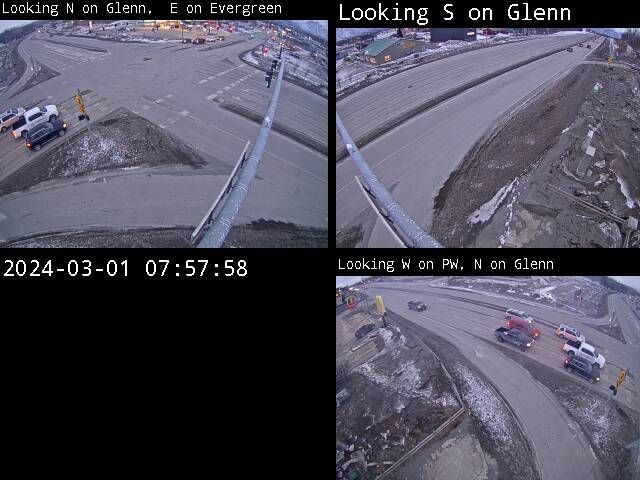 Looking N on Glenn,  E on Evergreen
Looking S on Glenn
2024-03-01 07:57:58
Looking W on PW, N on Glenn